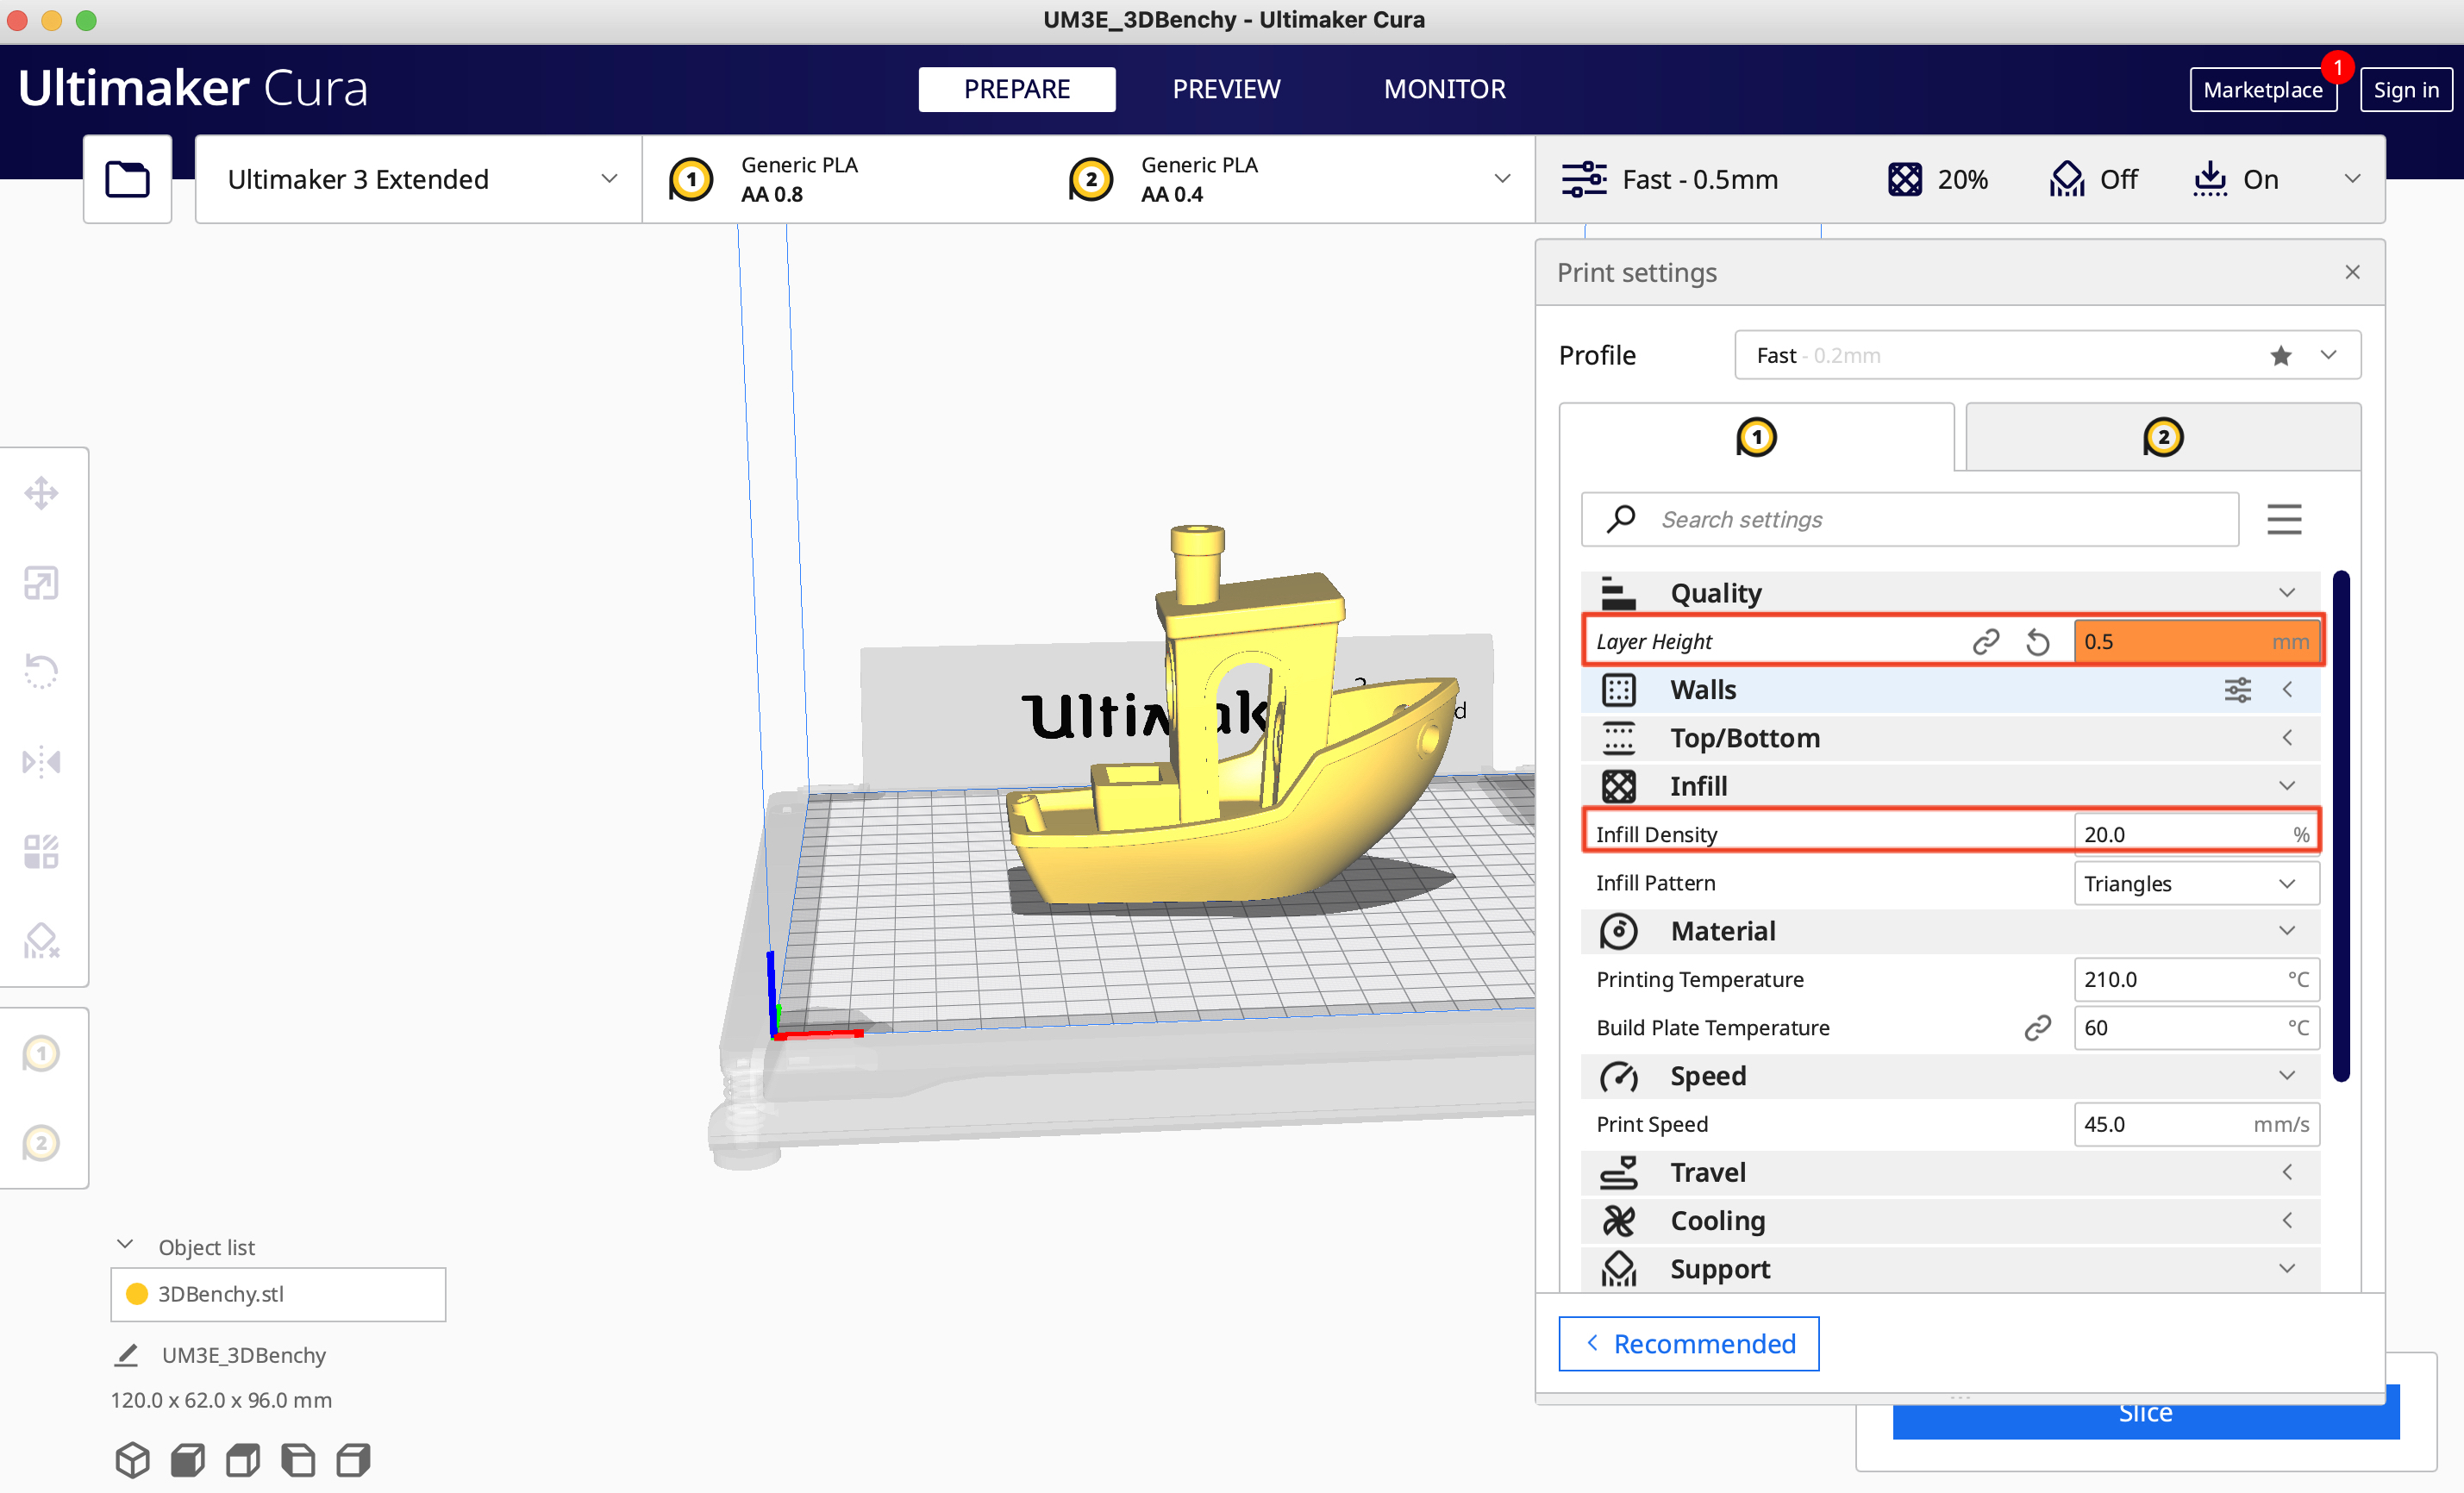 UM3E_3DBenchy - Ultimaker Cura
Ultimaker Cura
PREPARE
PREVIEW
MONITOR
Marketplace
1
Sign in
Ultimaker 3 Extended
1
Generic PLA
AA 0.8
2
Generic PLA
AA 0.4
Fast - 0.5mm
20%
Off
On
Print settings
Profile
Fast - 0.2mm
1
2
Search settings
Quality
Layer Height
0.5 mm
Walls
Top/Bottom
Infill
Infill Density
20.0 %
Infill Pattern
Triangles
Material
Printing Temperature
210.0 °C
Build Plate Temperature
60 °C
Speed
Print Speed
45.0 mm/s
Travel
Cooling
Support
Recommended
Slice
1
2
Object list
3DBenchy.stl
UM3E_3DBenchy
120.0 x 62.0 x 96.0 mm